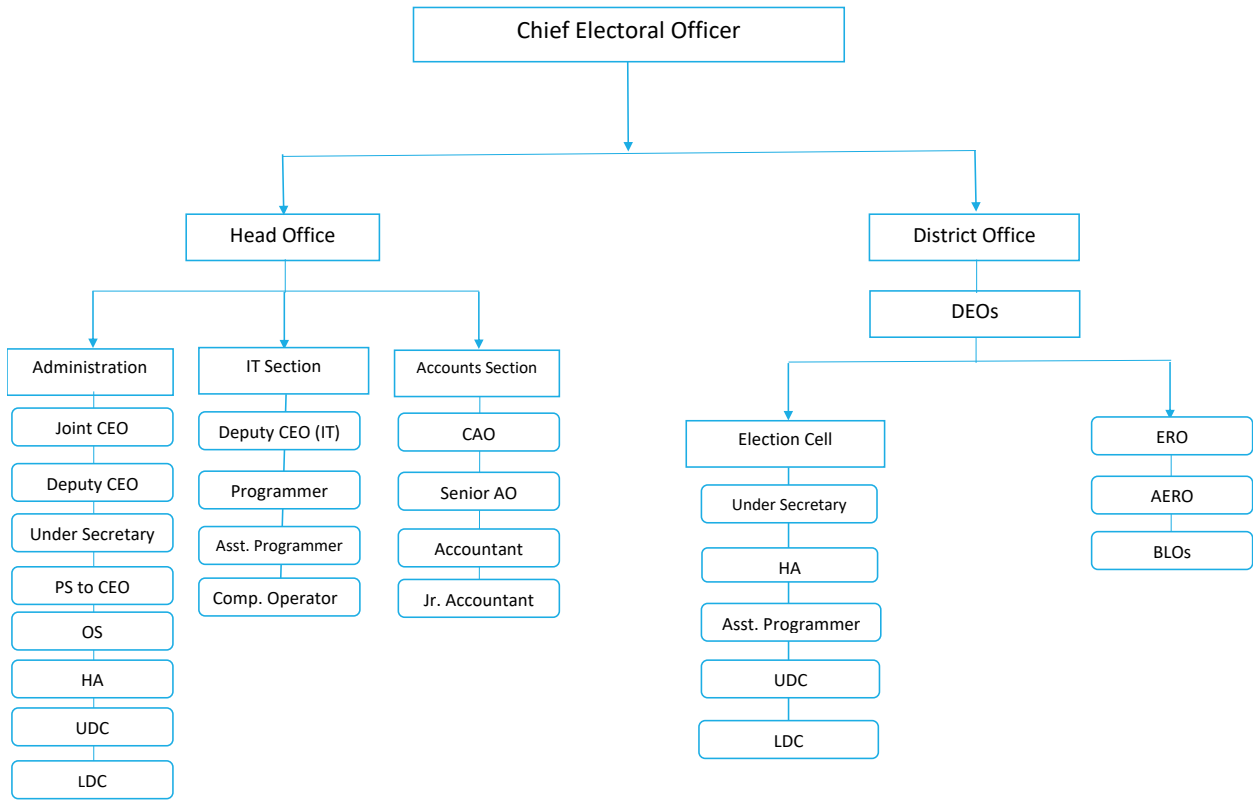 Chief Electoral Officer
Head Office
District Office
DEOs
Administration
IT Section
Accounts Section
Joint CEO
Deputy CEO
Under Secretary
PS to CEO
OS
HA
UDC
LDC
Deputy CEO (IT)
Programmer
Asst. Programmer
Comp. Operator
CAO
Senior AO
Accountant
Jr. Accountant
Election Cell
Under Secretary
HA
Asst. Programmer
UDC
LDC
ERO
AERO
BLOs